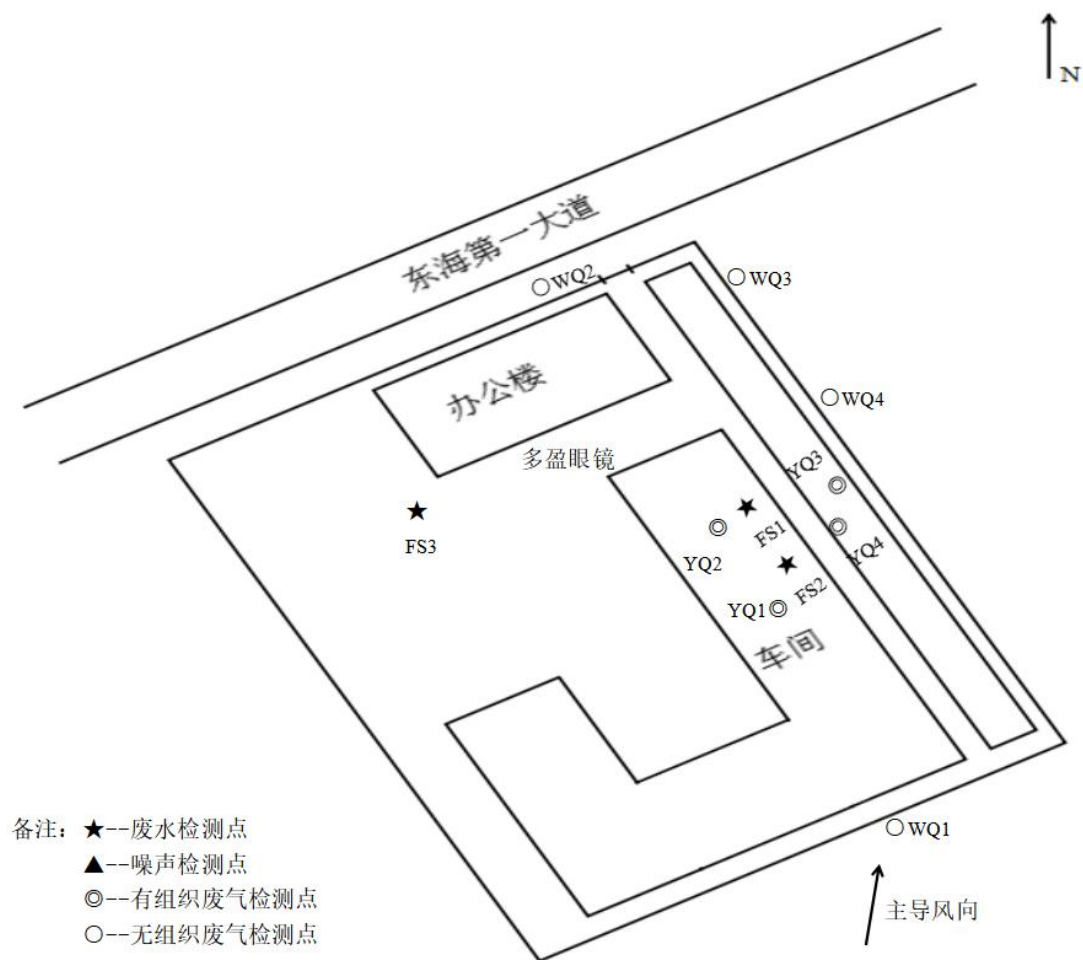 N
东海第一大道
WQ2
WQ3
办公楼
WQ4
多盈眼镜
YQ3
FS3
YQ2
FS1
YQ4
FS2
YQ1
车间
WQ1
主导风向
备注：★--废水检测点
▲--噪声检测点
◎--有组织废气检测点
○--无组织废气检测点